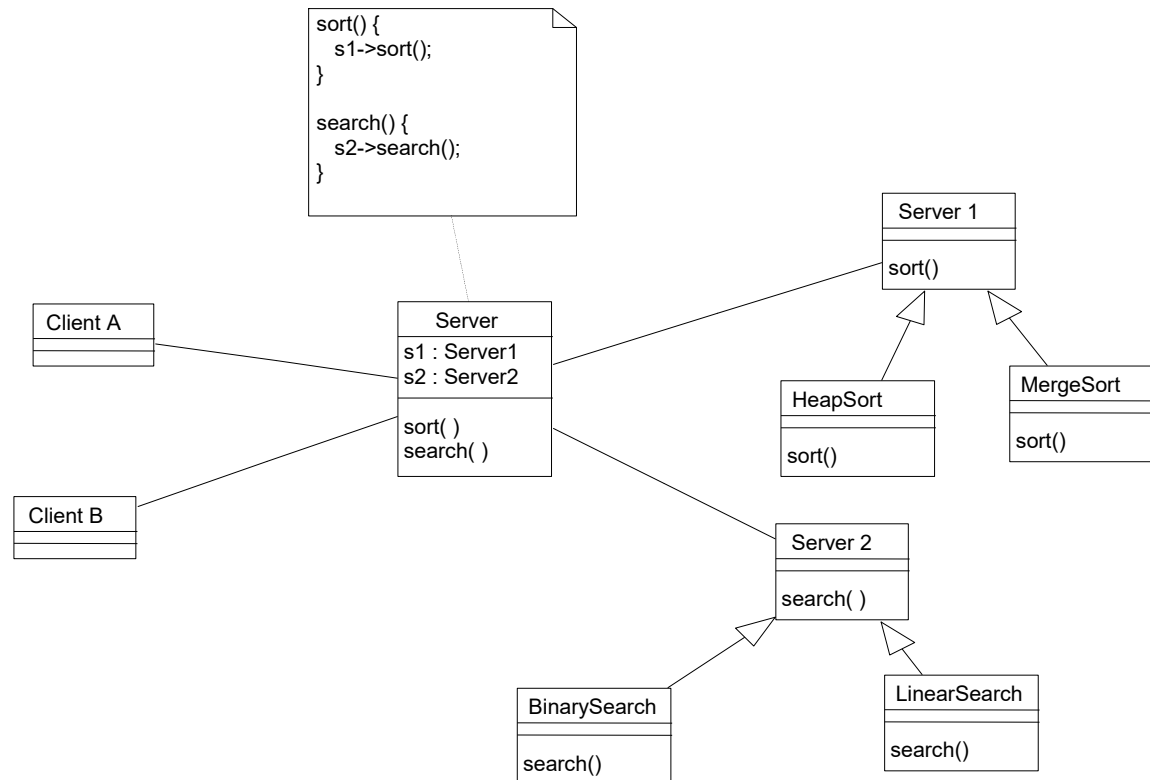 sort() {
s1->sort();
}
search() {
s2->search();
}
Server 1
sort()
Client A
Server
s1 : Server1
s2 : Server2
sort( )
search( )
HeapSort
sort()
MergeSort
sort()
Client B
Server 2
search( )
BinarySearch
search()
LinearSearch
search()